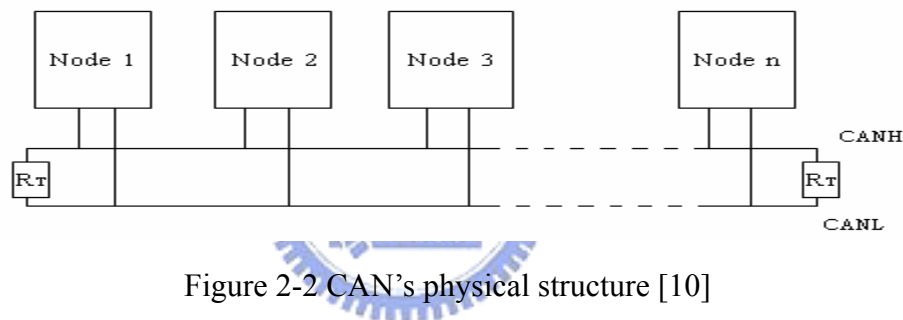 Node 1 Node 2 Node 3 Node n
CANH
RT RT
CANL
Figure 2-2 CAN’s physical structure [10]